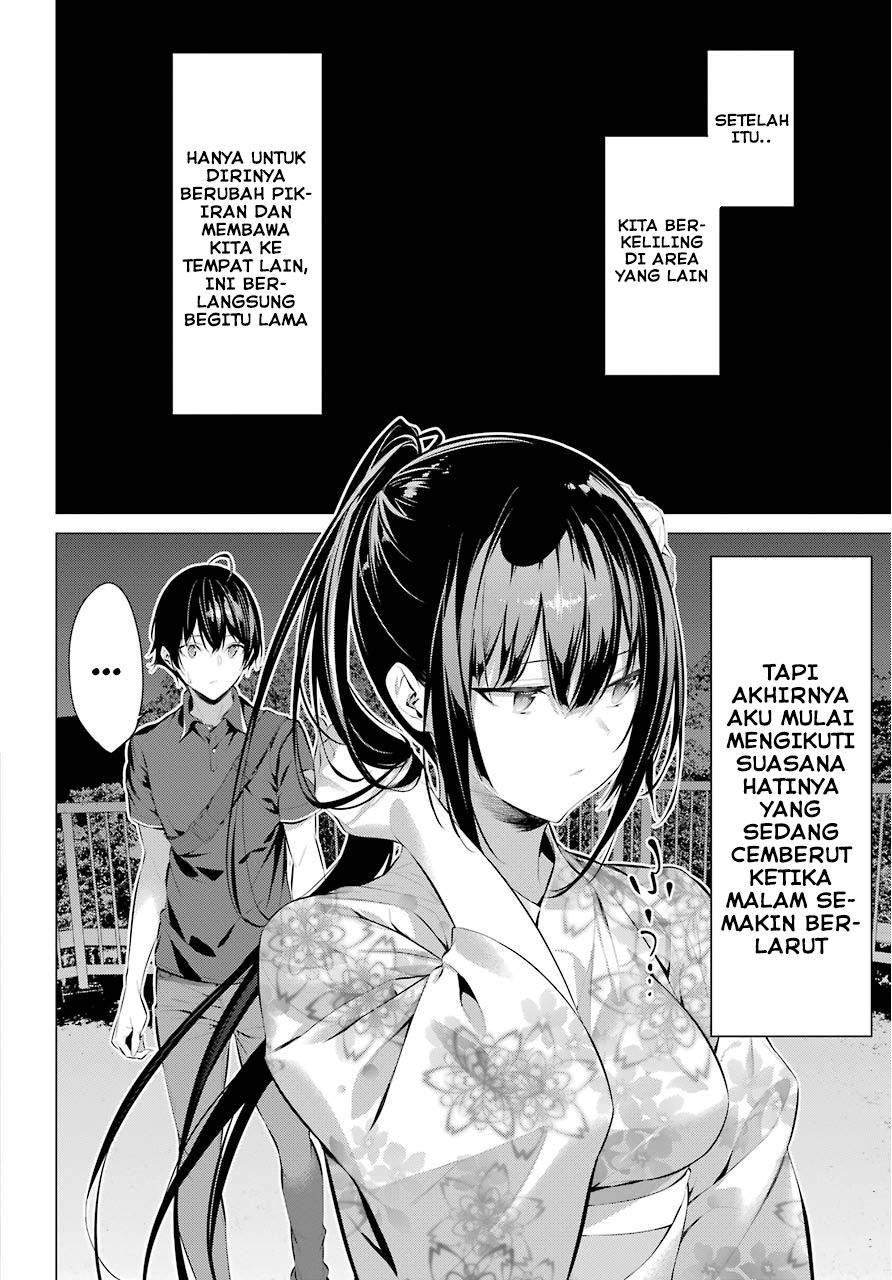 SETELAH
ITU..
KITA BER-
KELILING
DI AREA
YANG LAIN
HANYA UNTUK
DIRINYA
BERUBAH PIK-
IRAN DAN
MEMBAWA
KITA KE
TEMPAT LAIN,
INI BER-
LANGSUNG
BEGITU LAMA
TAPI
AKHIRNYA
AKU MULAI
MENGIKUTI
SUASANA
HATINYA
YANG
SEDANG
CEMBERUT
KETIKA
MALAM SE-
MAKIN BER-
LARUT
...
ふぅ…